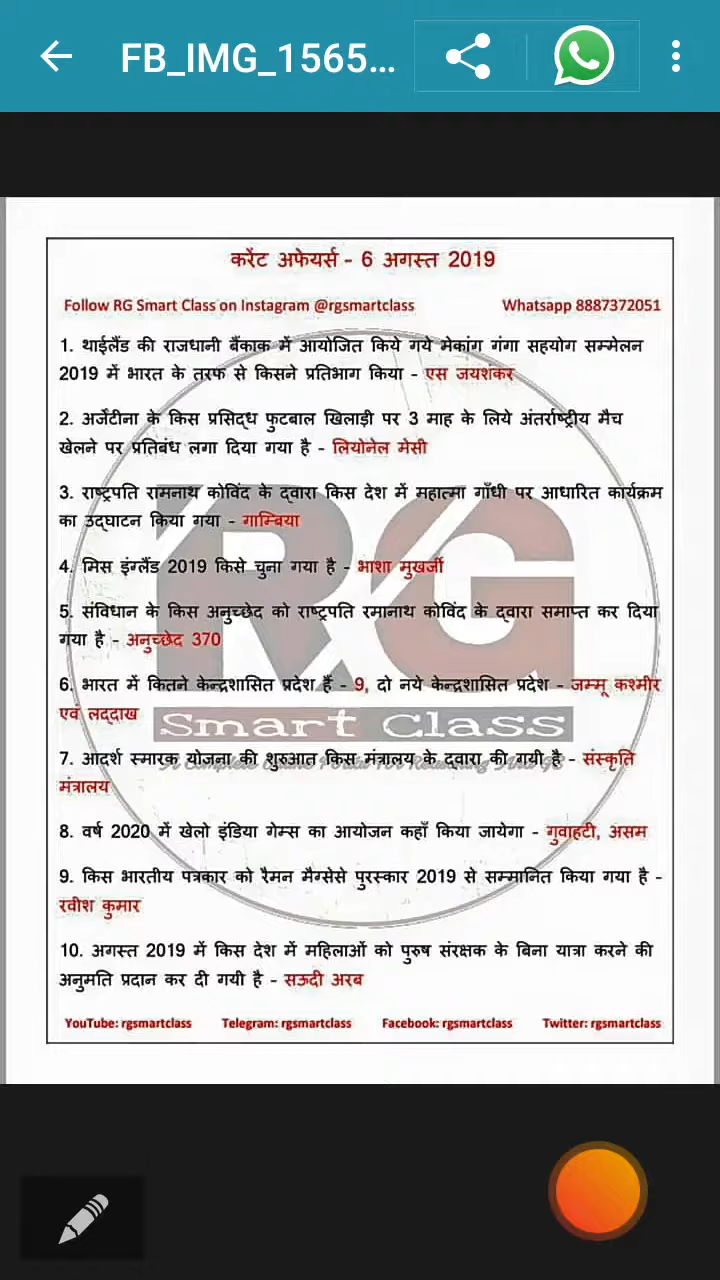 FB_IMG_1565...
करेंट अफेयर्स - 6 अगस्त 2019
Follow RG Smart Class on Instagram @rgsmartclass Whatsapp 8887372051
1. थाईलैंड की राजधानी बैंकाक में आयोजित किये गये मेकांग गंगा सहयोग सम्मेलन
2019 में भारत के तरफ से किसने प्रतिभाग किया - एस जयशंकर
2. अर्जेंटीना के किस प्रसिद्ध फुटबाल खिलाड़ी पर 3 माह के लिये अंतर्राष्ट्रीय मैच
खेलने पर प्रतिबंध लगा दिया गया है - लियोनेल मेसी
3. राष्ट्रपति रामनाथ कोविंद के द्वारा किस देश में महात्मा गाँधी पर आधारित कार्यक्रम
का उद्घाटन किया गया - गाम्बिया
4. मिस इंग्लैंड 2019 किसे चुना गया है - भाशा मुखर्जी
5. संविधान के किस अनुच्छेद को राष्ट्रपति रमानाथ कोविंद के द्वारा समाप्त कर दिया
गया है - अनुच्छेद 370
RG
6. भारत में कितने केन्द्रशासित प्रदेश हैं - 9, दो नये केन्द्रशासित प्रदेश - जम्मू कश्मीर
एवं लद्दाख
Smart Class
7. आदर्श स्मारक योजना की शुरुआत किस मंत्रालय के द्वारा की गयी है - संस्कृति
मंत्रालय
8. वर्ष 2020 में खेलो इंडिया गेम्स का आयोजन कहाँ किया जायेगा - गुवाहटी, असम
9. किस भारतीय पत्रकार को रैमन मैग्सेसे पुरस्कार 2019 से सम्मानित किया गया है -
रवीश कुमार
10. अगस्त 2019 में किस देश में महिलाओं को पुरुष संरक्षक के बिना यात्रा करने की
अनुमति प्रदान कर दी गयी है - सऊदी अरब
YouTube: rgsmartclass Telegram: rgsmartclass Facebook: rgsmartclass Twitter: rgsmartclass